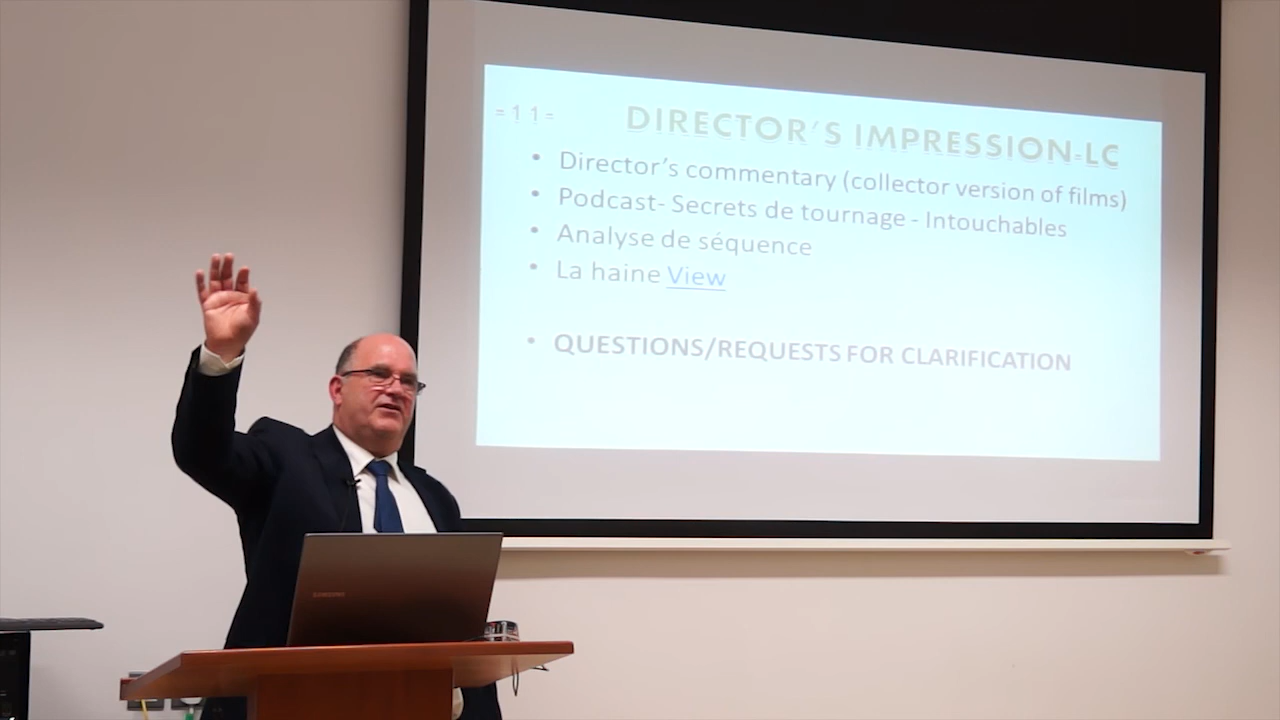 =11= DIRECTOR'S IMPRESSION-LC
• Director's commentary (collector version of films)
• Podcast- Secrets de tournage - Intouchables
• Analyse de séquence
• La haine View
• QUESTIONS/REQUESTS FOR CLARIFICATION
SAMSUNG